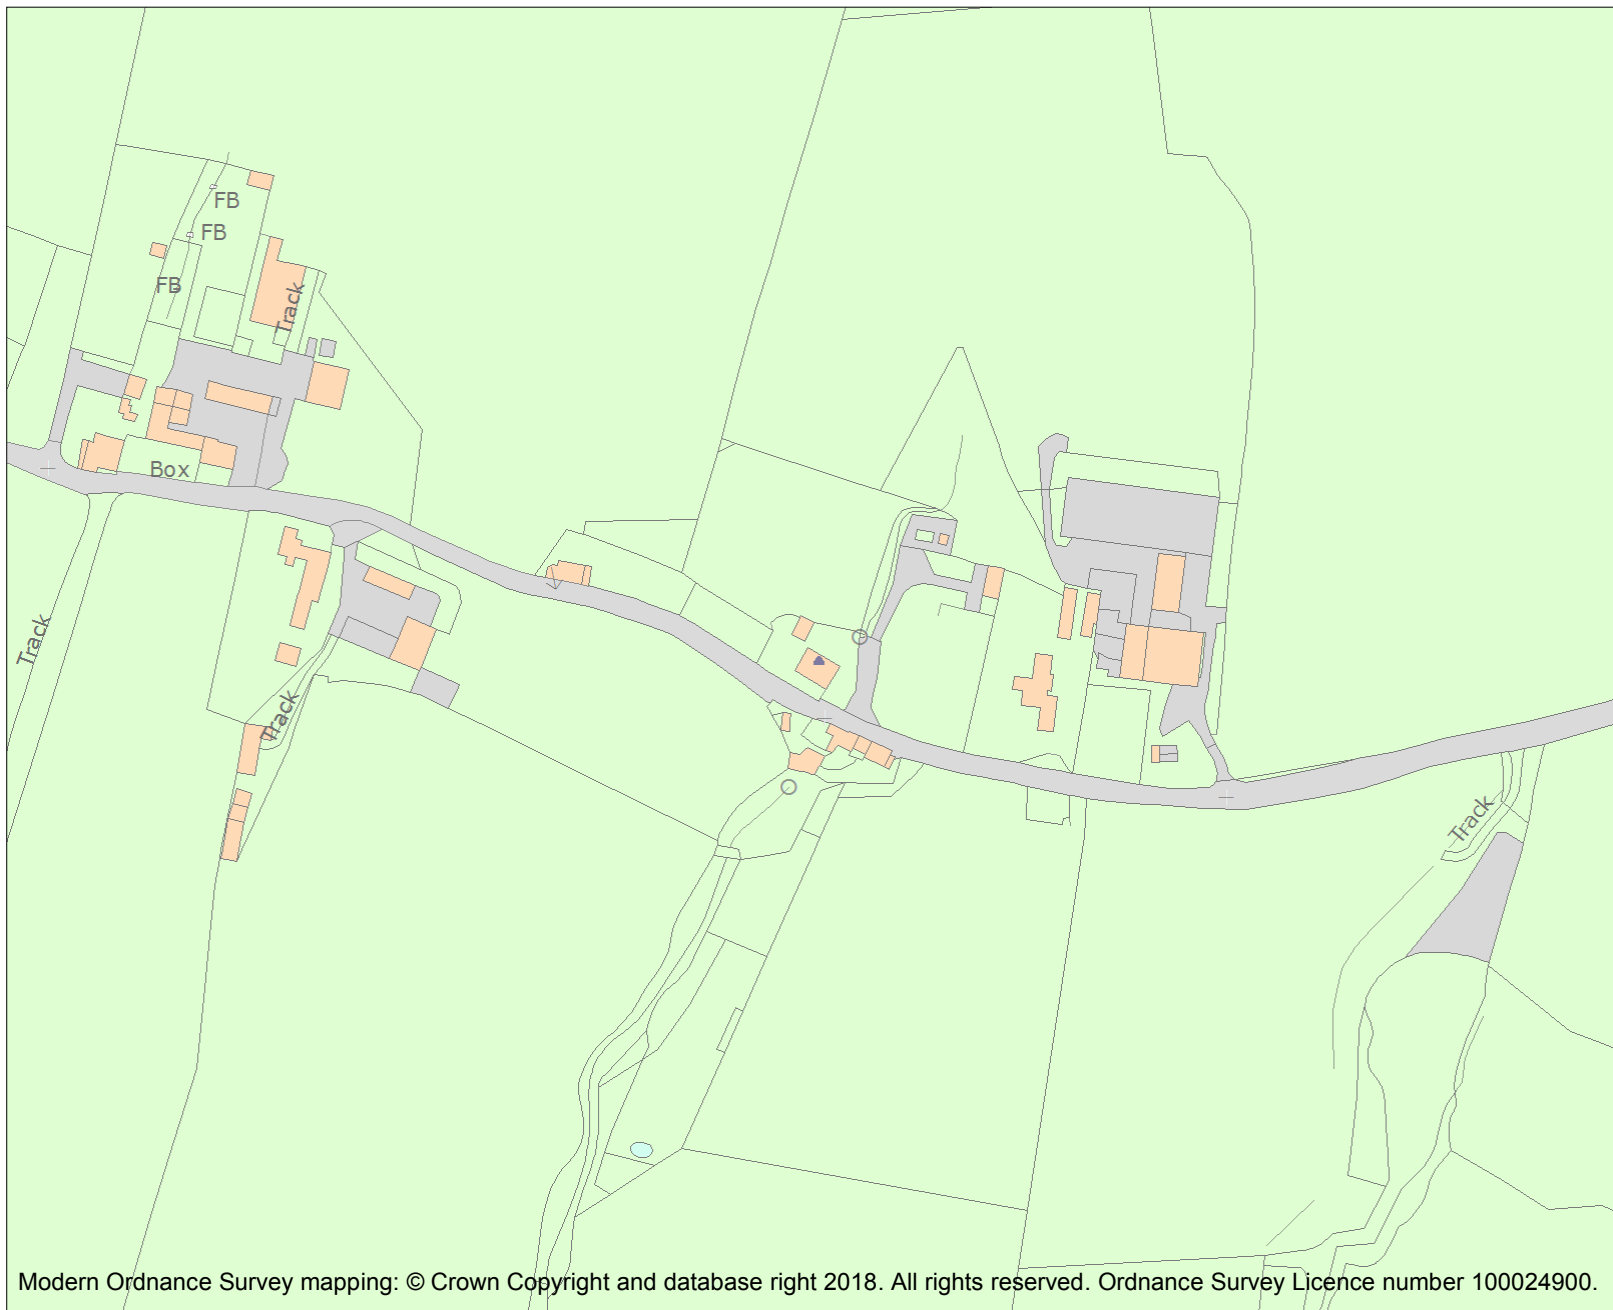 FB
FB
FB
Track
Box
Track
Track
Track
Modern Ordnance Survey mapping: © Crown Copyright and database right 2018. All rights reserved. Ordnance Survey Licence number 100024900.